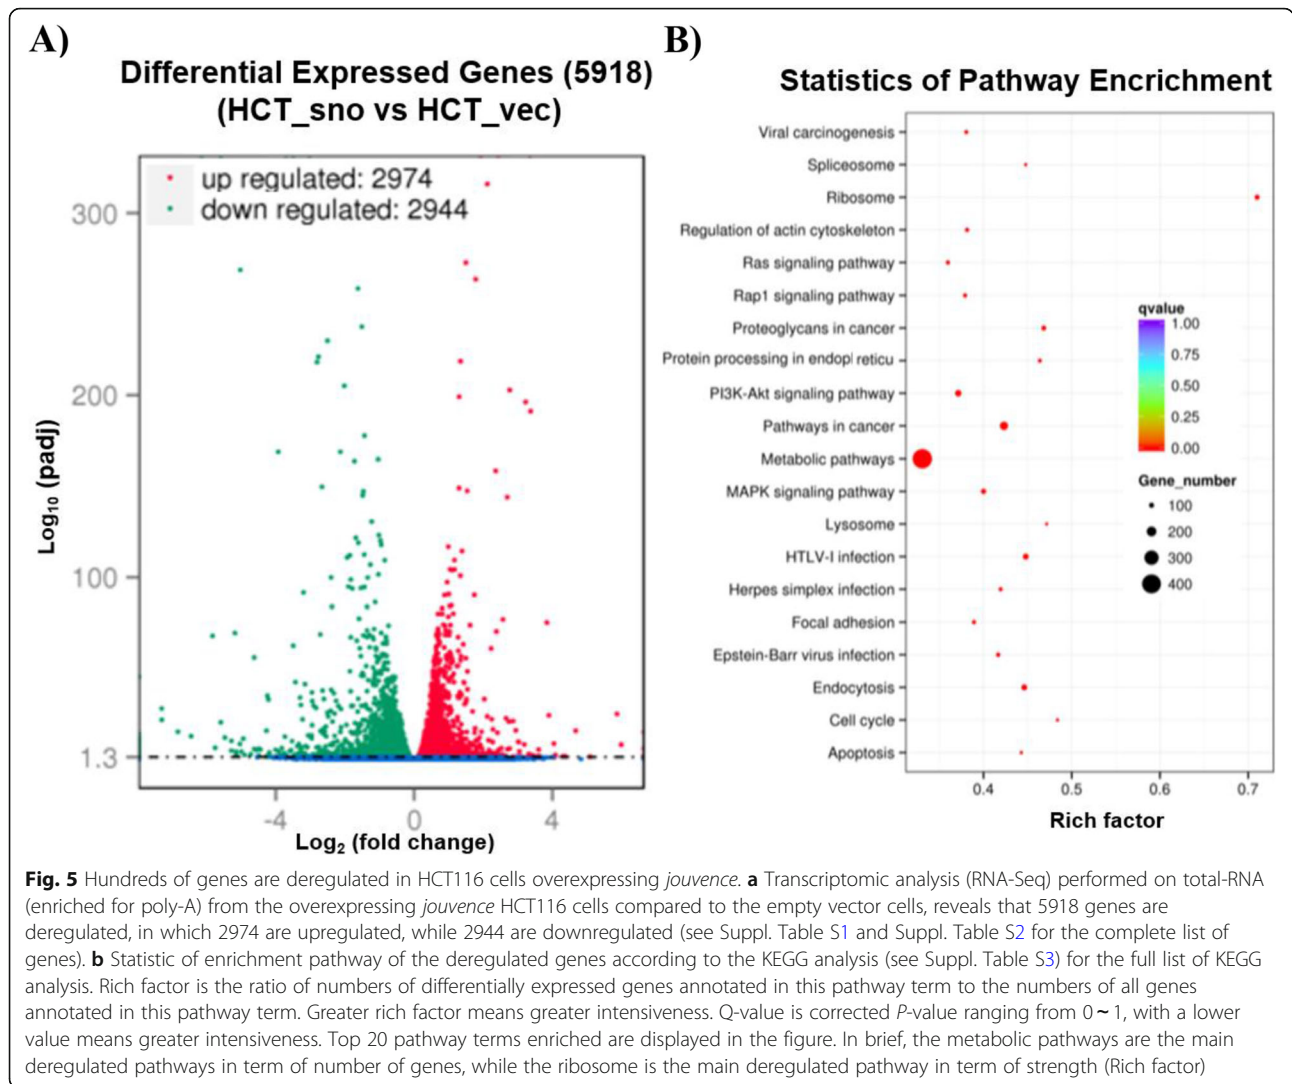 A)
Differential Expressed Genes (5918)
(HCT_sno vs HCT_vec)
up regulated: 2974
down regulated: 2944
300
200
100
1.3
Log10 (padj)
-4
0
4
Log2 (fold change)
B)
Statistics of Pathway Encrichment
Viral carcinogenesis
Spliceosome
Ribosome
Regulation of actin cytoskeleton
Ras signaling pathway
Rap1 signaling pathway
Proteoglycans in cancer
Protein processing in endopl reticu
PI3K-Akt signaling pathway
Pathways in cancer
Metabolic pathways
MAPK signaling pathway
Lysosome
HTLV-I infection
Herpes simplex infection
Focal adhesion
Epstein-Barr virus infection
Endocytosis
Cell cycle
Apoptosis
0.4
0.5
0.6
0.7
Rich factor
qvalue
1.00
0.75
0.50
0.25
0.00
Gene_number
100
200
300
400
Fig. 5 Hundreds of genes are deregulated in HCT116 cells overexpressing jouvence. a Transcriptomic analysis (RNA-Seq) performed on total-RNA
(enriched for poly-A) from the overexpressing jouvence HCT116 cells compared to the empty vector cells, reveals that 5918 genes are
deregulated, in which 2974 are upregulated, while 2944 are downregulated (see Suppl. Table S1 and Suppl. Table S2 for the complete list of
genes). b Statistic of enrichment pathway of the deregulated genes according to the KEGG analysis (see Suppl. Table S3) for the full list of KEGG
analysis. Rich factor is the ratio of numbers of differentially expressed genes annotated in this pathway term to the numbers of all genes
annotated in this pathway term. Greater rich factor means greater intensiveness. Q-value is corrected P-value ranging from 0 ~ 1, with a lower
value means greater intensiveness. Top 20 pathway terms enriched are displayed in the figure. In brief, the metabolic pathways are the main
deregulated pathways in term of number of genes, while the ribosome is the main deregulated pathway in term of strength (Rich factor)